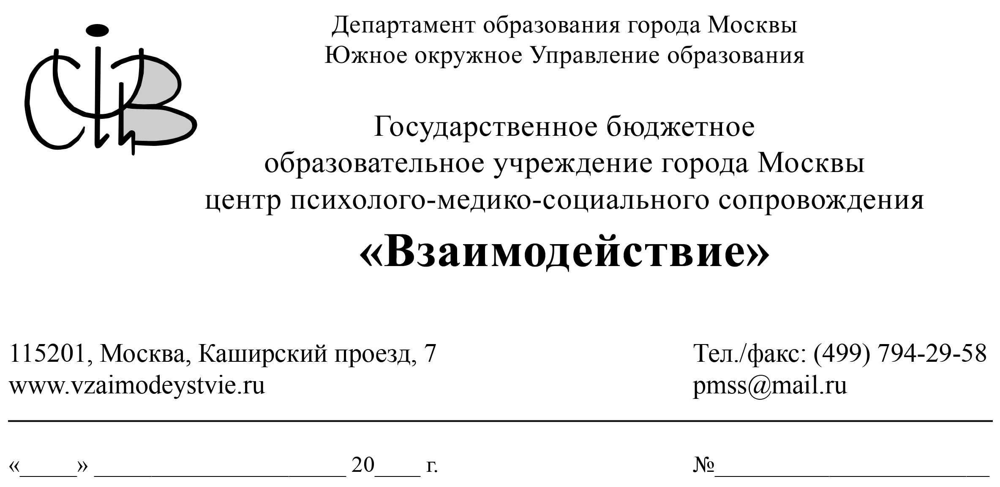 Департамент образования города Москвы
Южное окружное Управление образования
Государственное бюджетное
образовательное учреждение города Москвы
центр психолого-медико-социального сопровождения
«Взаимодействие»
115201, Москва, Каширский проезд, 7
Тел./факс: (499) 794-29-58
www.vzaimodeystvie.ru
pmss@mail.ru
«_____» ______________________ 20____ г.
№________________________